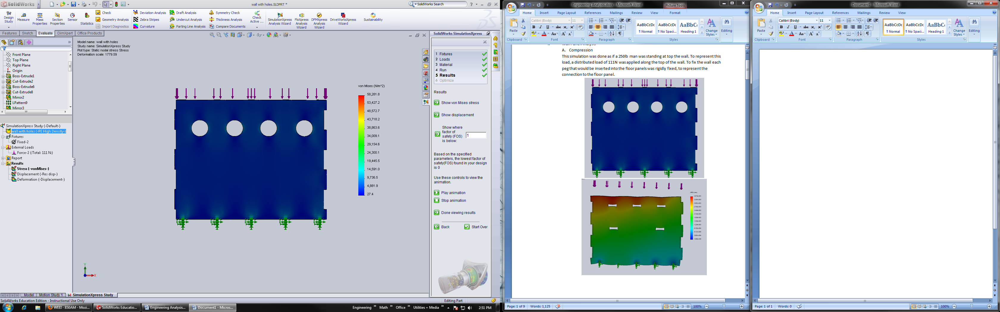 SolidWorks
wall with holes.SLDPRT *
SolidWorks Search
Design Study
Measure
Mass Properties
Section Properties
Sensor
Statistics
Check
Geometry Analysis
Import Diagnostics
Deviation Analysis
Zebra Stripes
Curvature
Draft Analysis
Undercut Analysis
Parting Line Analysis
Symmetry Check
Thickness Analysis
Compare Documents
Check Active ...
SimulationXpress Analysis Wizard
FloXpress Analysis Wizard
DFMXpress Analysis Wizard
DriveWorksXpress Wizard
Sustainability
Features Sketch Evaluate DimXpert Office Products
Front Plane
Top Plane
Right Plane
Origin
Boss-Extrude1
Cut-Extrude2
Boss-Extrude6
Cut-Extrude8
Mirror2
LPattern9
Mirror3
SimulationXpress Study (-Default-)
wall with holes (-PE High Density-)
Fixtures
Fixed-2
External Loads
Force-2 (:Total: 111 N:)
Report
Results
Stress (-vonMises-)
Displacement (-Res disp-)
Deformation (-Displacement-)
Model name: wall with holes
Study name: SimulationXpress Study
Plot type: Static nodal stress Stress
Deformation scale: 1779.59
von Mises (N/m^2)
58,281.8
53,427.2
48,572.7
43,718.2
38,863.6
34,009.1
29,154.6
24,300.1
19,445.5
14,591.0
9,736.5
4,881.9
27.4
Y
X
SolidWorks SimulationXpress
1 Fixtures
2 Loads
3 Material
4 Run
5 Results
6 Optimize
Results
Show von Mises stress
Show displacement
Show where
factor of
safety (FOS) 1
is below:
Based on the specified
parameters, the lowest factor of
safety(FOS) found in your design
is 0
Use these controls to view the
animation.
Play animation
Stop animation
Done viewing results
Back Start Over
Model Motion Study 1 SimulationXpress Study
SolidWorks Education Edition - Instructional Use Only
Editing Part
WEEI - 850AM - Mozi...
SolidWorks Educatio...
Engineering Analysis...
Document1 - Micros...
Engineering » Math » Office » Utilities + Media »
2:51 PM
Engineering Analysis.docx - Microsoft Word
Picture Tools
Home Insert Page Layout References Mailings Review View Format
Paste
Calibri (Body) 11
AaBbCcDc AaBbCcDc AaBbC
¶ Normal ¶ No Spaci... Heading 1
Change Styles
Editing
Clipboard Font Paragraph Styles
A. Compression
This simulation was done as if a 250lb man was standing at top the wall. To represent this
load, a distributed load of 111N was applied along the top of the wall. To fix the wall each
peg that would be inserted into the floor panels was rigidly fixed, to represent the
connection to the floor panel.
Page: 1 of 9 Words: 1,125
100%
Document1 - Microsoft Word
Home Insert Page Layout References Mailings Review View
Paste
Calibri (Body) 11
AaBbCcDc AaBbCcDc AaBbC
¶ Normal ¶ No Spaci... Heading 1
Change Styles
Editing
Clipboard Font Paragraph Styles
Page: 1 of 1 Words: 0
100%